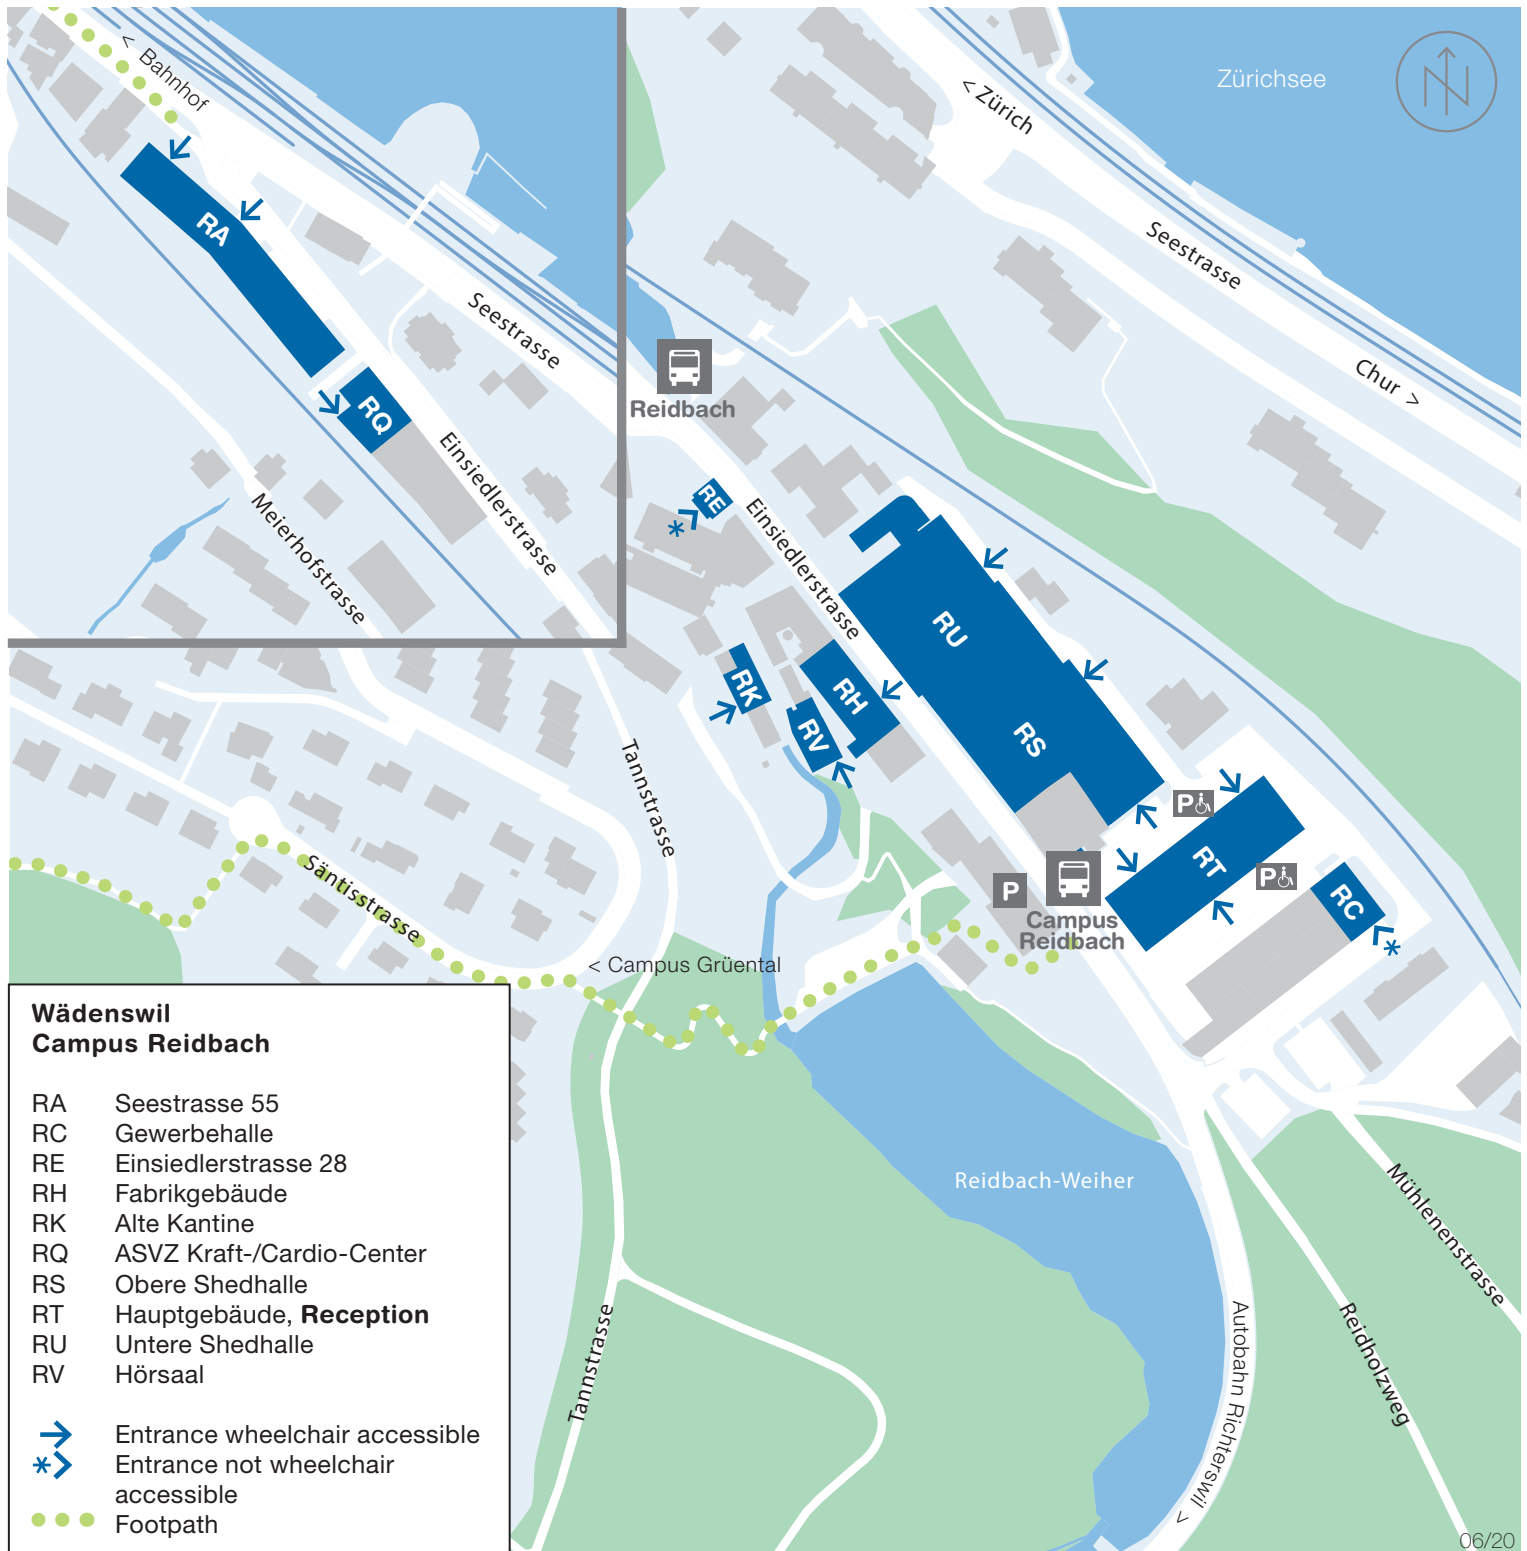 < Bahnhof
Zürichsee
N
< Zürich
RA
Seestrasse
Seestrasse
Chur >
Reidbach
RQ
Einsiedlerstrasse
RE
Einsiedlerstrasse
Meierhofstrasse
RU
RK
RH
RV
RS
Tannstrasse
P
RT
P
RC
P
Campus
Reidbach
Säntisstrasse
< Campus Grüental
Wädenswil
Campus Reidbach
RA Seestrasse 55
RC Gewerbehalle
RE Einsiedlerstrasse 28
RH Fabrikgebäude
RK Alte Kantine
RQ ASVZ Kraft-/Cardio-Center
RS Obere Shedhalle
RT Hauptgebäude, Reception
RU Untere Shedhalle
RV Hörsaal
Entrance wheelchair accessible
Entrance not wheelchair
accessible
Footpath
Reidbach-Weiher
Mühlenenstrasse
Reidholzweg
Autobahn Richterswil >
Tannstrasse
06/20